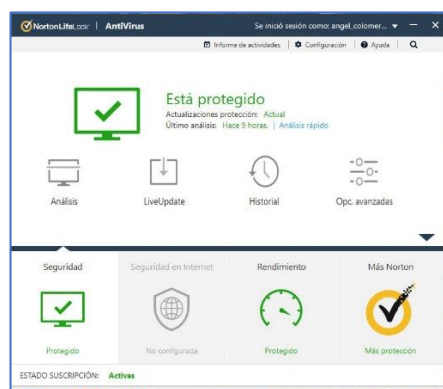 NortonLifeLock | AntiVirus Se inició sesión como: angel_colomer...
Informe de actividades | Configuración | Ayuda
Está protegido
Actualizaciones protección: Actual
Último análisis: Hace 9 horas. | Análisis rápido
Análisis LiveUpdate Historial Opc. avanzadas
Seguridad Seguridad en Internet Rendimiento Más Norton
Protegido No configurada Protegido Más protección
ESTADO SUSCRIPCIÓN: Activas